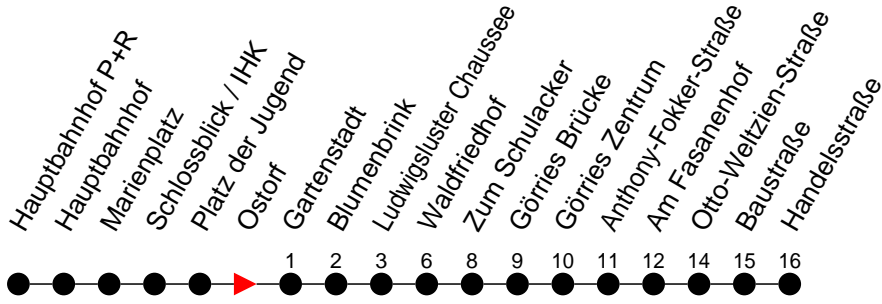 Hauptbahnhof P+R
Hauptbahnhof
Marienplatz
Schlossblick / IHK
Platz der Jugend
Ostorf
Gartenstadt
Blumenbrink
Ludwigsluster Chaussee
Waldfriedhof
Zum Schulacker
Görries Brücke
Görries Zentrum
Anthony-Fokker-Straße
Am Fasanenhof
Otto-Weltzien-Straße
Baustraße
Handelsstraße
1 2 3 6 8 9 10 11 12 14 15 16